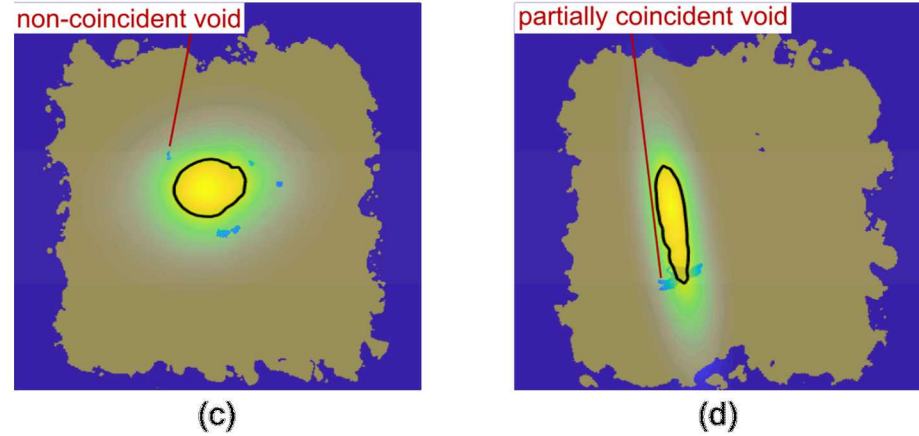 non-coincident void
partially coincident void
(c)
(d)